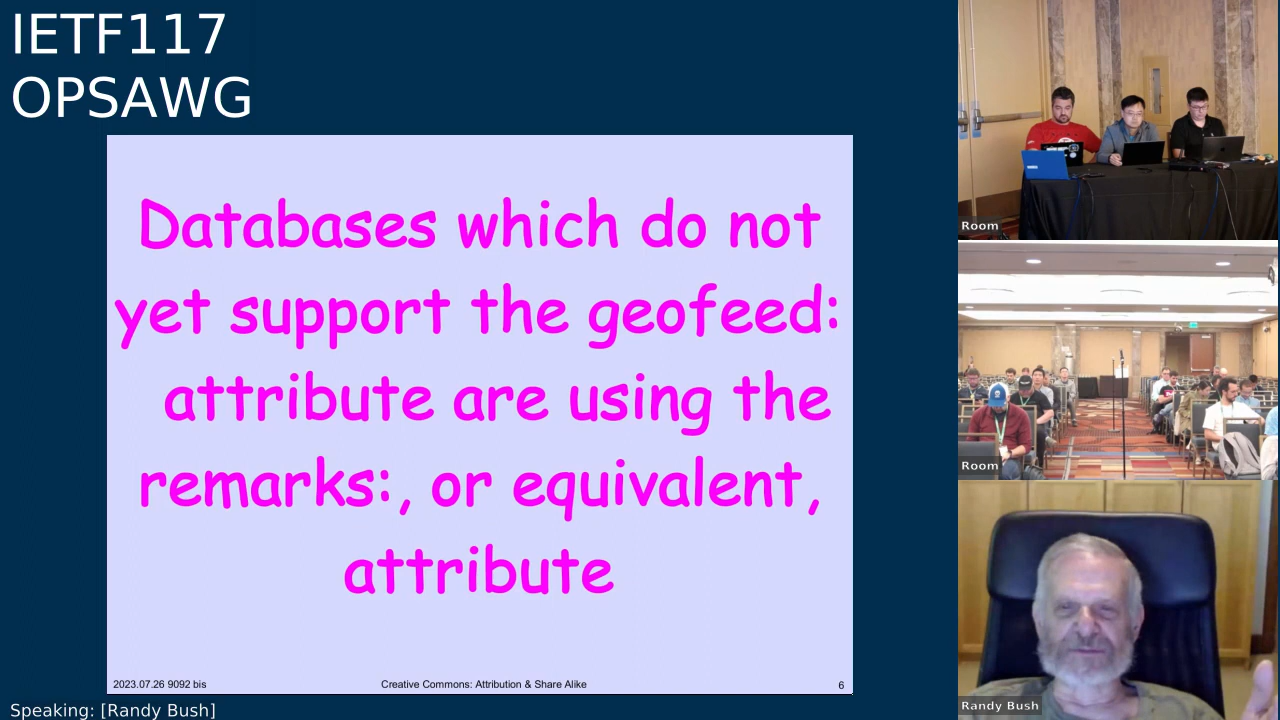 IETF117
OPSAWG
Databases which do not
yet support the geofeed:
attribute are using the
remarks:, or equivalent,
attribute
2023.07.26 9092 bis
Creative Commons: Attribution & Share Alike
6
Speaking: [Randy Bush]
Room
Room
Randy Bush